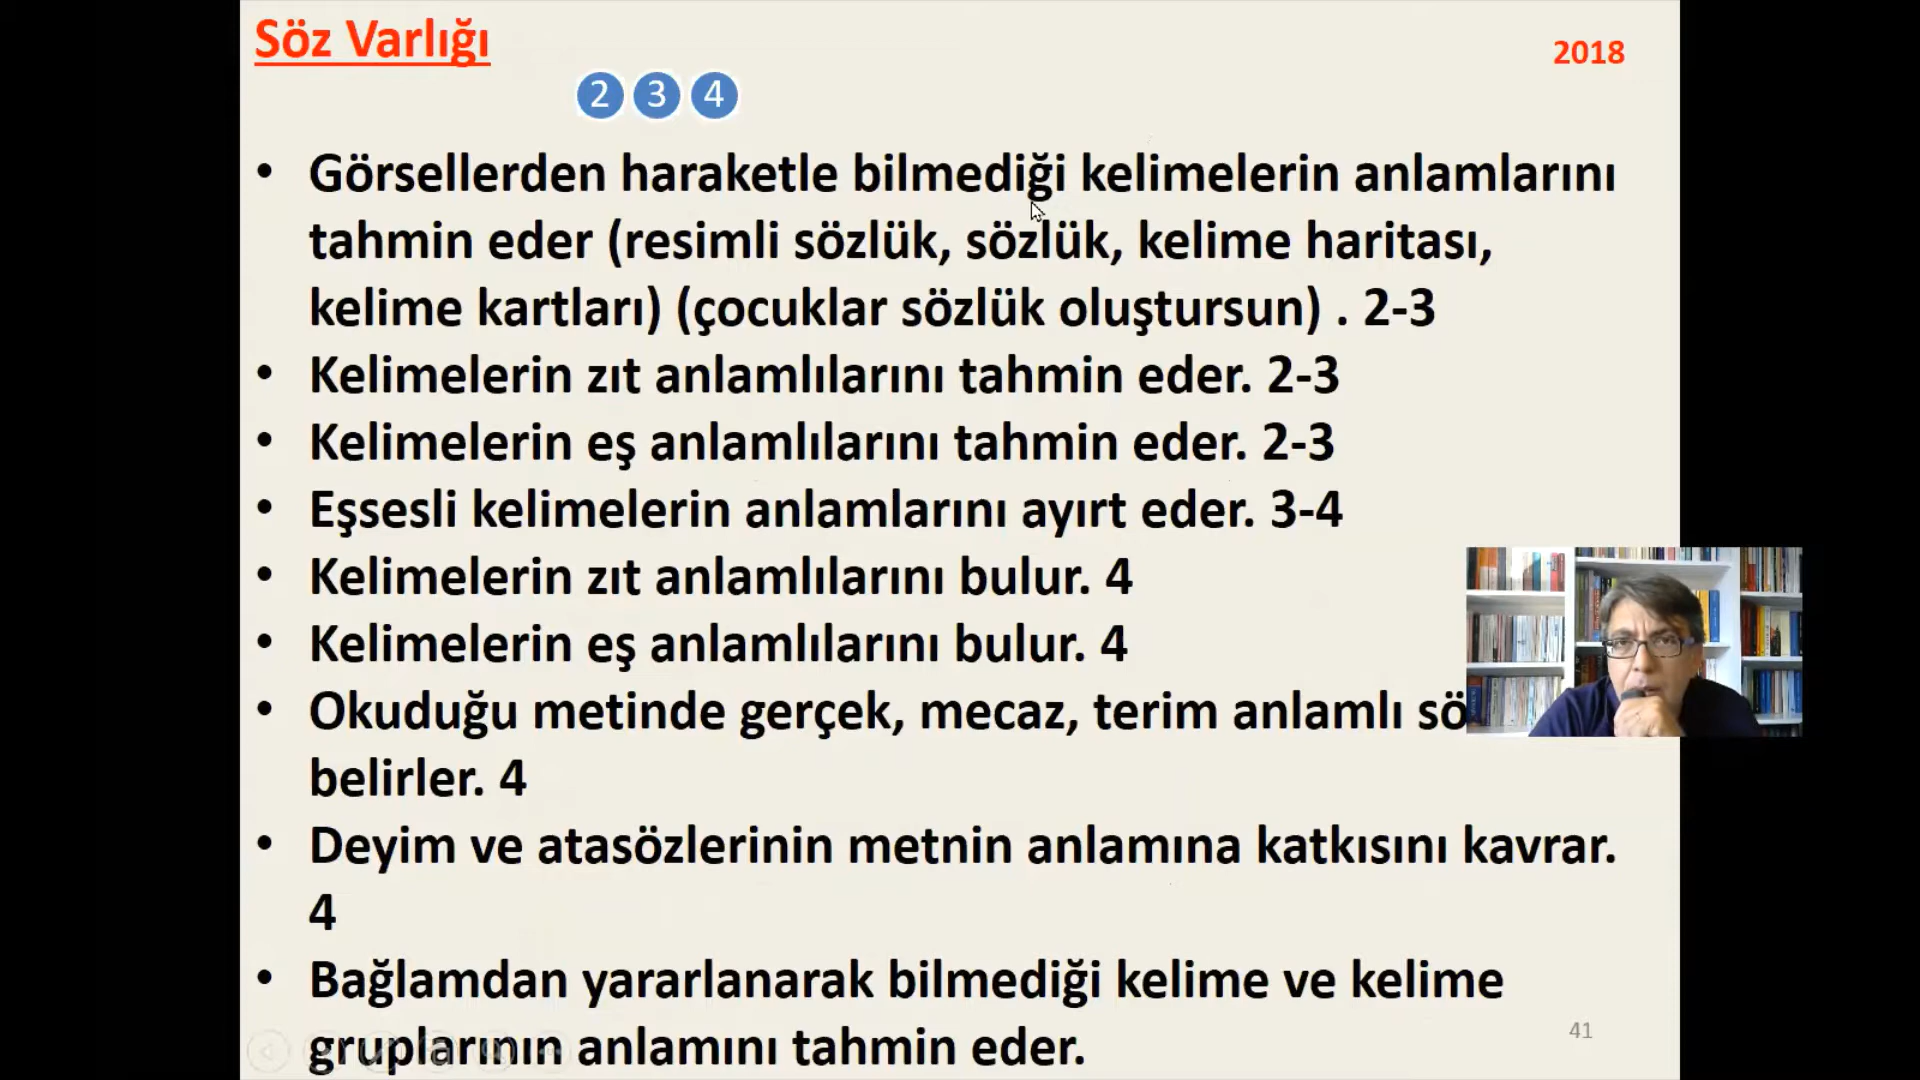 Söz Varlığı
2018
2 3 4
• Görsellerden haraketle bilmediği kelimelerin anlamlarını
tahmin eder (resimli sözlük, sözlük, kelime haritası,
kelime kartları) (çocuklar sözlük oluştursun) . 2-3
• Kelimelerin zıt anlamlılarını tahmin eder. 2-3
• Kelimelerin eş anlamlılarını tahmin eder. 2-3
• Eşsesli kelimelerin anlamlarını ayırt eder. 3-4
• Kelimelerin zıt anlamlılarını bulur. 4
• Kelimelerin eş anlamlılarını bulur. 4
• Okuduğu metinde gerçek, mecaz, terim anlamlı
belirler. 4
• Deyim ve atasözlerinin metnin anlamına katkısını kavrar.
4
• Bağlamdan yararlanarak bilmediği kelime ve kelime
gruplarının anlamını tahmin eder.
41